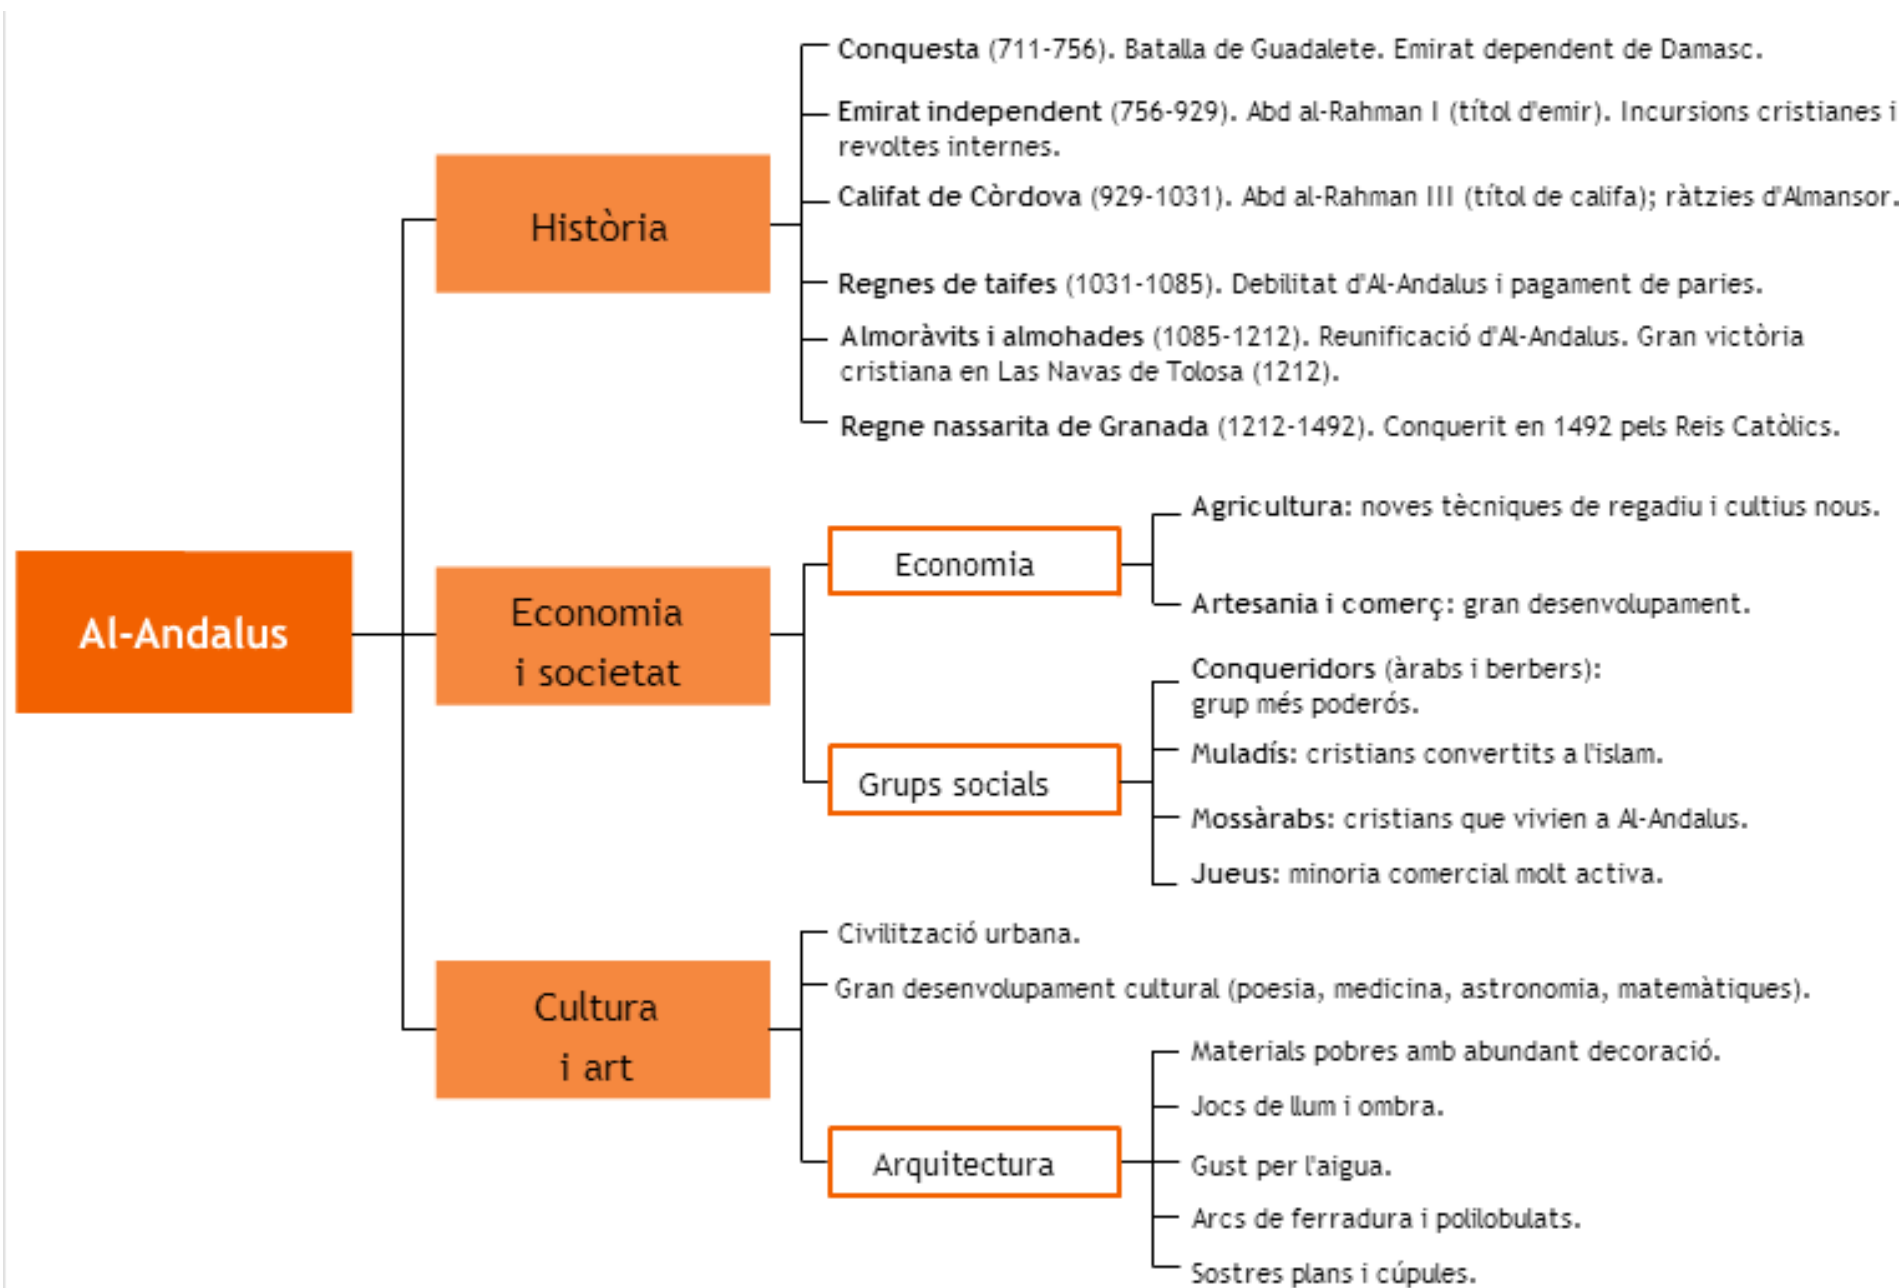 Al-Andalus
Història
Conquesta (711-756). Batalla de Guadalete. Emirat dependent de Damasc.
Emirat independent (756-929). Abd al-Rahman I (títol d'emir). Incursions cristianes i
revoltes internes.
Califat de Còrdova (929-1031). Abd al-Rahman III (títol de califa); ràtzies d'Almansor.
Regnes de taifes (1031-1085). Debilitat d'Al-Andalus i pagament de paries.
Almoràvits i almohades (1085-1212). Reunificació d'Al-Andalus. Gran victòria
cristiana en Las Navas de Tolosa (1212).
Regne nassarita de Granada (1212-1492). Conquerit en 1492 pels Reis Catòlics.
Economia
i societat
Economia
Agricultura: noves tècniques de regadiu i cultius nous.
Artesania i comerç: gran desenvolupament.
Grups socials
Conqueridors (àrabs i berbers):
grup més poderós.
Muladís: cristians convertits a l'islam.
Mossàrabs: cristians que vivien a Al-Andalus.
Jueus: minoria comercial molt activa.
Cultura
i art
Civilització urbana.
Gran desenvolupament cultural (poesia, medicina, astronomia, matemàtiques).
Arquitectura
Materials pobres amb abundant decoració.
Jocs de llum i ombra.
Gust per l'aigua.
Arcs de ferradura i polilobulats.
Sostres plans i cúpules.